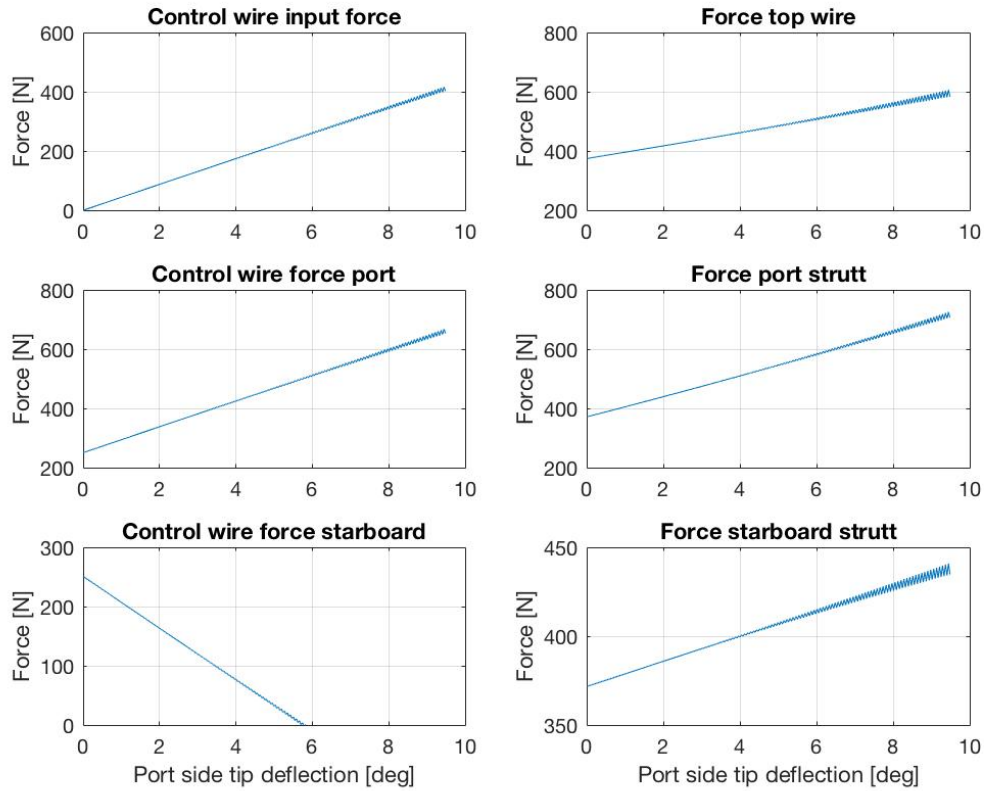 Control wire input force
600
400
200
0
Force [N]
0 2 4 6 8 10
Force top wire
800
600
400
200
Force [N]
0 2 4 6 8 10
Control wire force port
800
600
400
200
Force [N]
0 2 4 6 8 10
Force port strutt
800
600
400
200
Force [N]
0 2 4 6 8 10
Control wire force starboard
300
200
100
0
Force [N]
0 2 4 6 8 10
Port side tip deflection [deg]
Force starboard strutt
450
400
350
Force [N]
0 2 4 6 8 10
Port side tip deflection [deg]